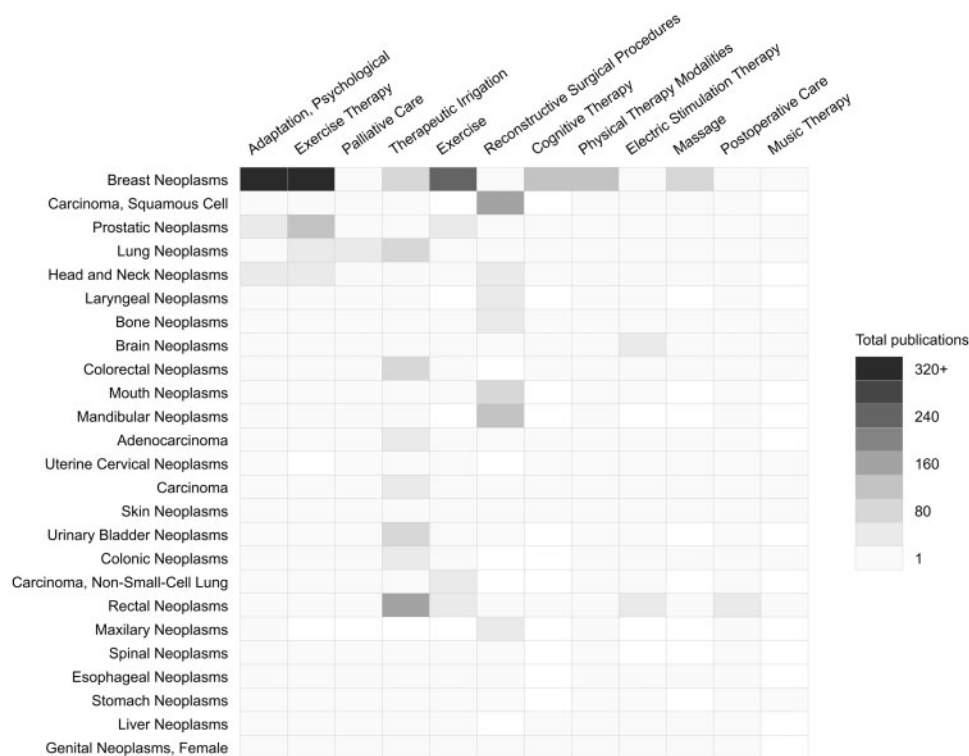 Adaptation, Psychological
Exercise Therapy
Palliative Care
Therapeutic Irrigation
Exercise
Reconstructive Surgical Procedures
Cognitive Therapy
Physical Therapy Modalities
Electric Stimulation Therapy
Massage
Postoperative Care
Music Therapy
Breast Neoplasms
Carcinoma, Squamous Cell
Prostatic Neoplasms
Lung Neoplasms
Head and Neck Neoplasms
Laryngeal Neoplasms
Bone Neoplasms
Brain Neoplasms
Colorectal Neoplasms
Mouth Neoplasms
Mandibular Neoplasms
Adenocarcinoma
Uterine Cervical Neoplasms
Carcinoma
Skin Neoplasms
Urinary Bladder Neoplasms
Colonic Neoplasms
Carcinoma, Non-Small-Cell Lung
Rectal Neoplasms
Maxilary Neoplasms
Spinal Neoplasms
Esophageal Neoplasms
Stomach Neoplasms
Liver Neoplasms
Genital Neoplasms, Female
Total publications
320+
240
160
80
1